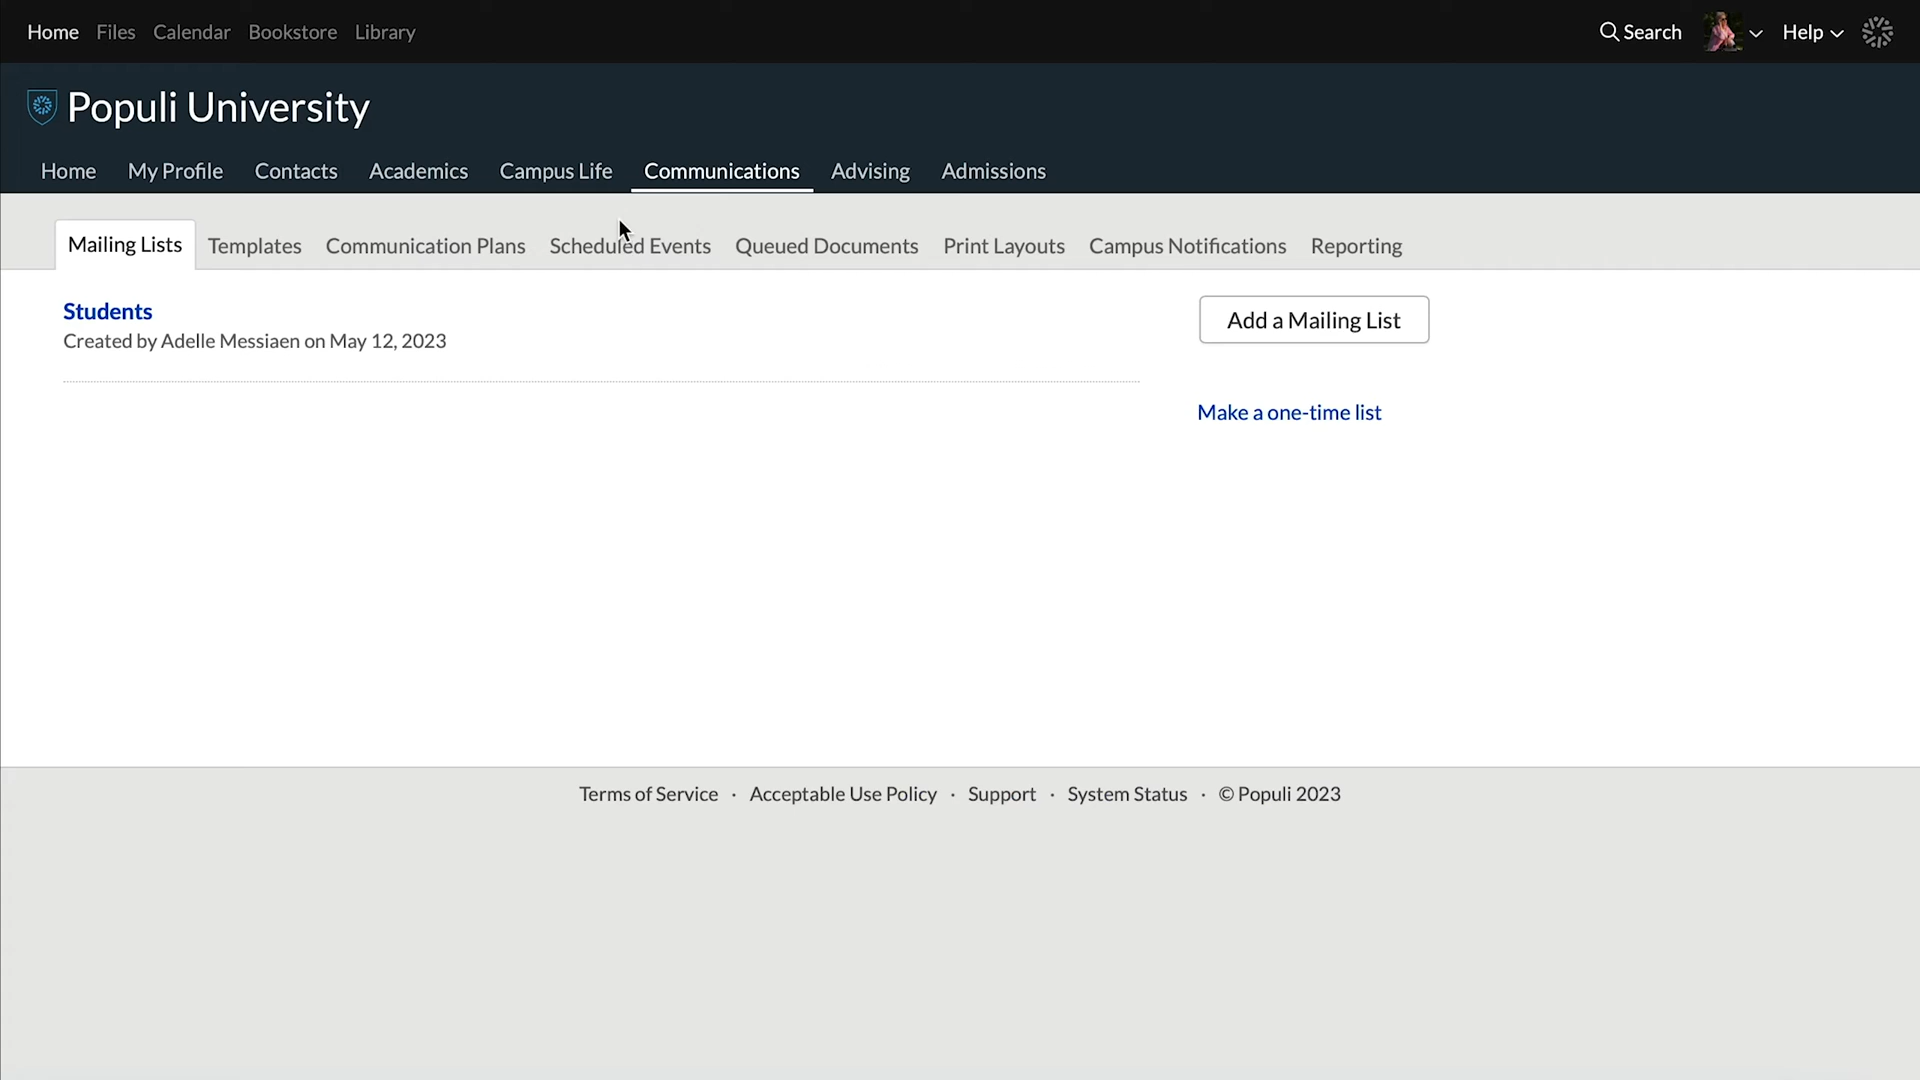 Home Files Calendar Bookstore Library Search Help
Populi University
Home My Profile Contacts Academics Campus Life Communications Advising Admissions
Mailing Lists Templates Communication Plans Scheduled Events Queued Documents Print Layouts Campus Notifications Reporting
Students
Created by Adelle Messiaen on May 12, 2023
Add a Mailing List
Make a one-time list
Terms of Service · Acceptable Use Policy · Support · System Status · © Populi 2023